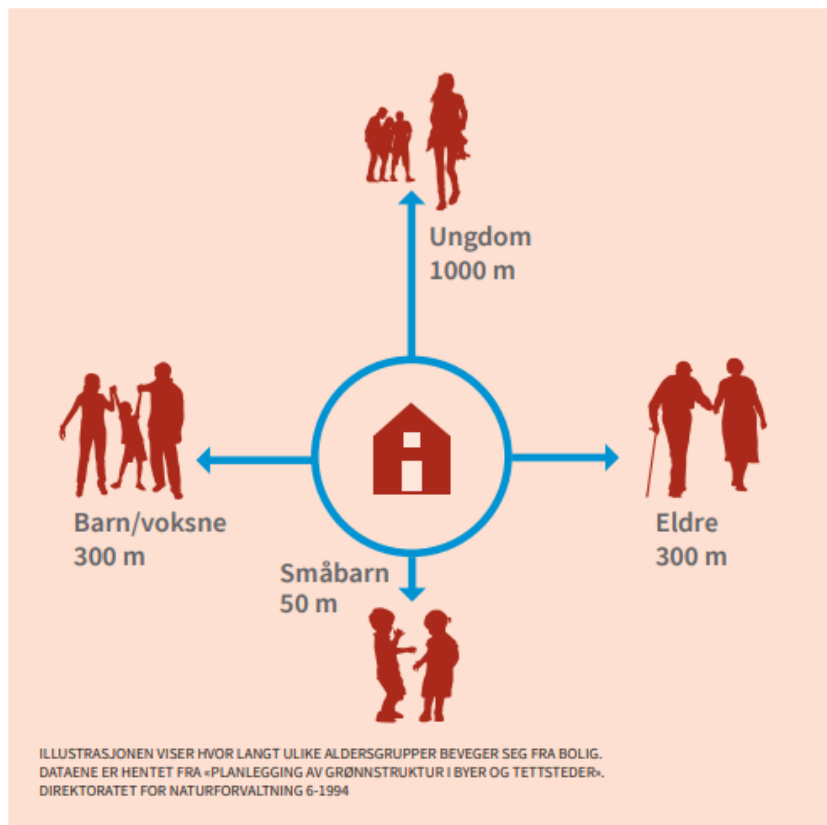 Ungdom
1000 m
Barn/voksne
300 m
Eldre
300 m
Småbarn
50 m
ILLUSTRASJONEN VISER HVOR LANGT ULIKE ALDERSGRUPPER BEVEGER SEG FRA BOLIG.
DATAENE ER HENTET FRA «PLANLEGGING AV GRØNNSTRUKTUR I BYER OG TETTSTEDER».
DIREKTORATET FOR NATURFORVALTNING 6-1994